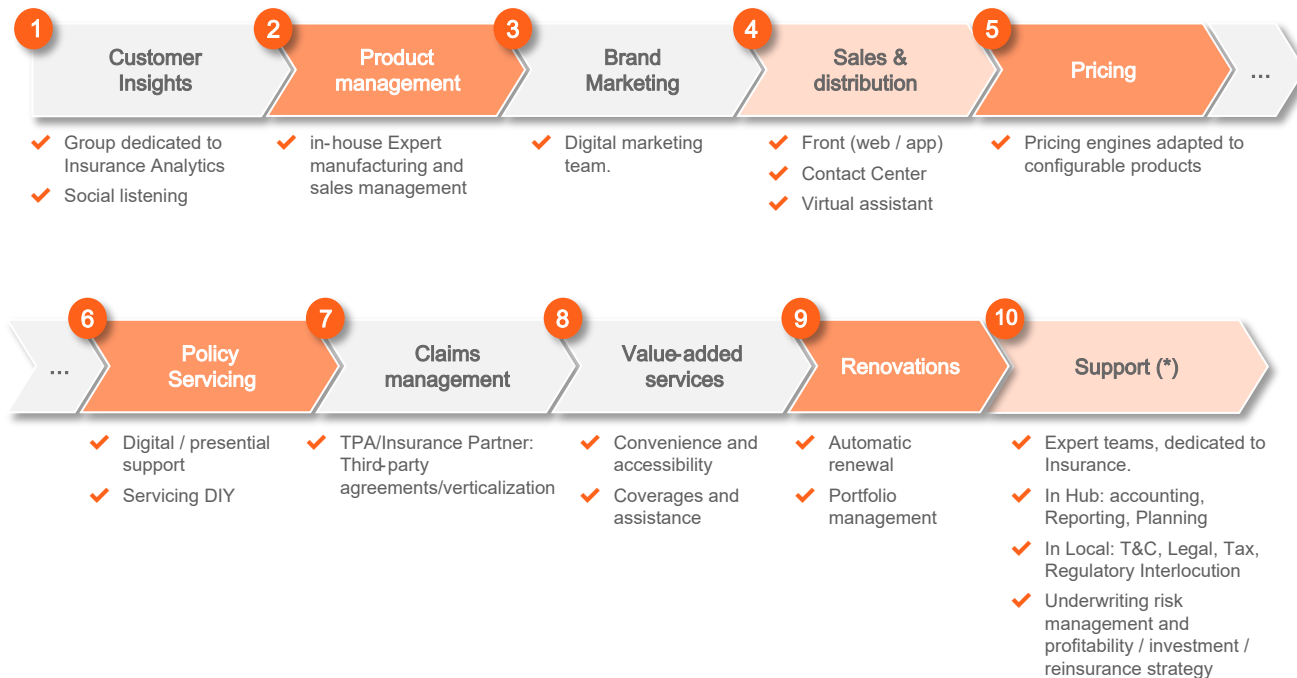 1
Customer
Insights
2
Product
management
3
Brand
Marketing
4
Sales &
distribution
5
Pricing
...
Group dedicated to
Insurance Analytics
Social listening
in-house Expert
manufacturing and
sales management
Digital marketing
team.
Front (web / app)
Contact Center
Virtual assistant
Pricing engines adapted to
configurable products
...
6
Policy
Servicing
7
Claims
management
8
Value-added
services
9
Renovations
10
Support (*)
Digital / presential
support
Servicing DIY
TPA/Insurance Partner:
Third-party
agreements/verticalization
Convenience and
accessibility
Coverages and
assistance
Automatic
renewal
Portfolio
management
Expert teams, dedicated to
Insurance.
In Hub: accounting,
Reporting, Planning
In Local: T&C, Legal, Tax,
Regulatory Interlocution
Underwriting risk
management and
profitability / investment /
reinsurance strategy